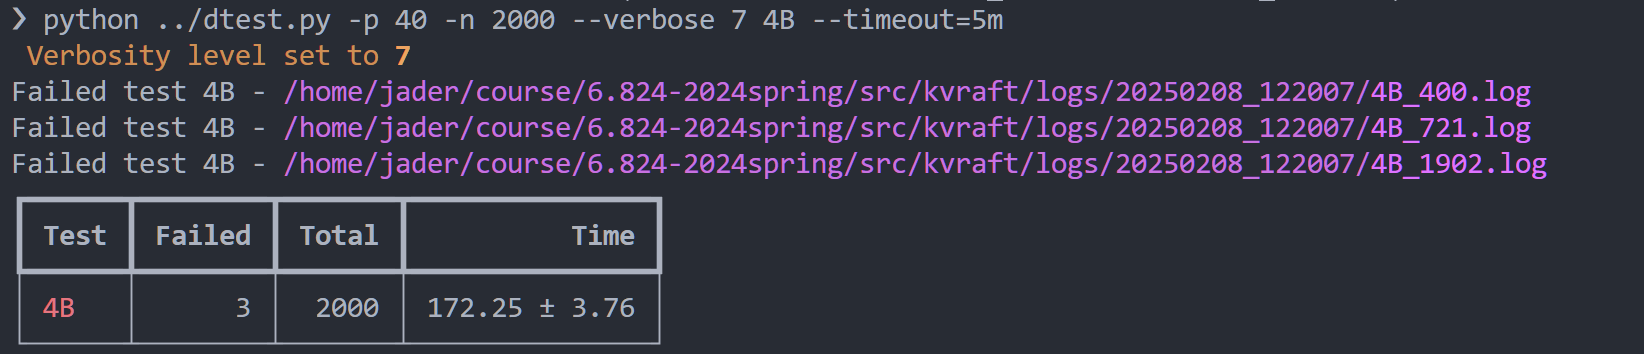 ❯ python ../dtest.py -p 40 -n 2000 --verbose 7 4B --timeout=5m
Verbosity level set to 7
Failed test 4B - /home/jader/course/6.824-2024spring/src/kvraft/logs/20250208_122007/4B_400.log
Failed test 4B - /home/jader/course/6.824-2024spring/src/kvraft/logs/20250208_122007/4B_721.log
Failed test 4B - /home/jader/course/6.824-2024spring/src/kvraft/logs/20250208_122007/4B_1902.log
Test Failed Total Time
4B 3 2000 172.25 ± 3.76